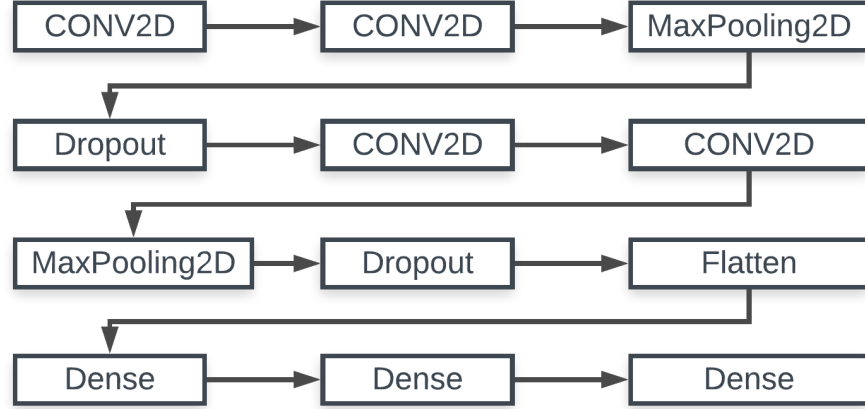 CONV2D
CONV2D
MaxPooling2D
Dropout
CONV2D
CONV2D
MaxPooling2D
Dropout
Flatten
Dense
Dense
Dense